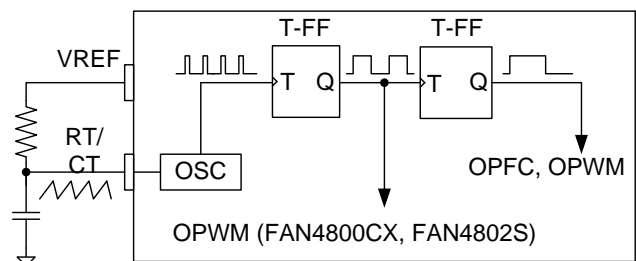 T-FF
T-FF
VREF
T
Q
T
Q
RT/
CT
OSC
OPFC, OPWM
OPWM (FAN4800CX, FAN4802S)